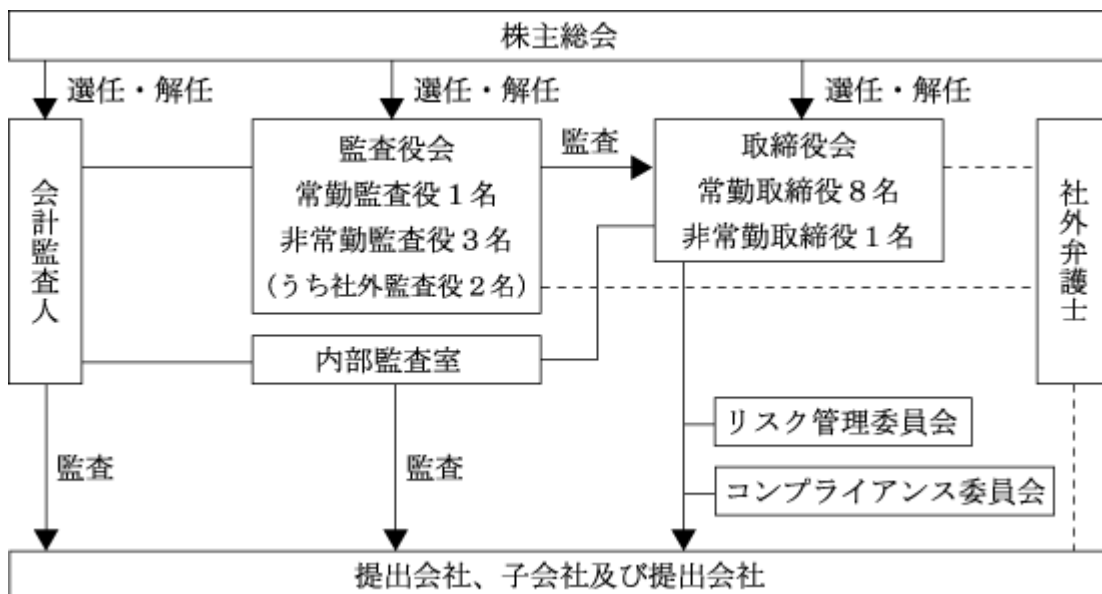 株主総会
選任・解任
選任・解任
選任・解任
会計監査人
監査役会
常勤監査役1名
非常勤監査役3名
(うち社外監査役2名)
監査
取締役会
常勤取締役8名
非常勤取締役1名
社外弁護士
内部監査室
リスク管理委員会
コンプライアンス委員会
監査
監査
提出会社、子会社及び提出会社